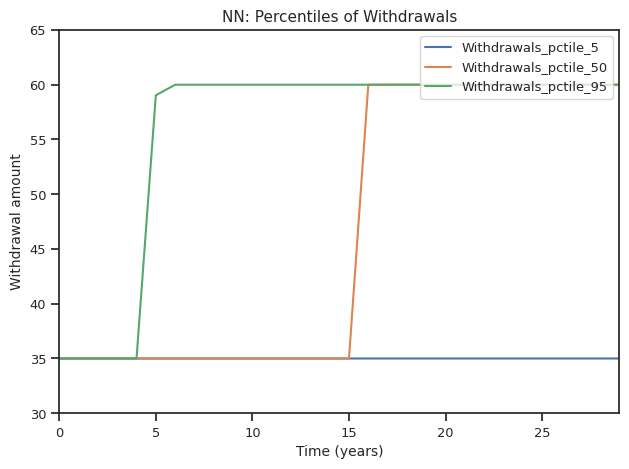 NN: Percentiles of Withdrawals
Withdrawals_pctile_5
Withdrawals_pctile_50
Withdrawals_pctile_95
Withdrawal amount
65
60
55
50
45
40
35
30
0 5 10 15 20 25
Time (years)